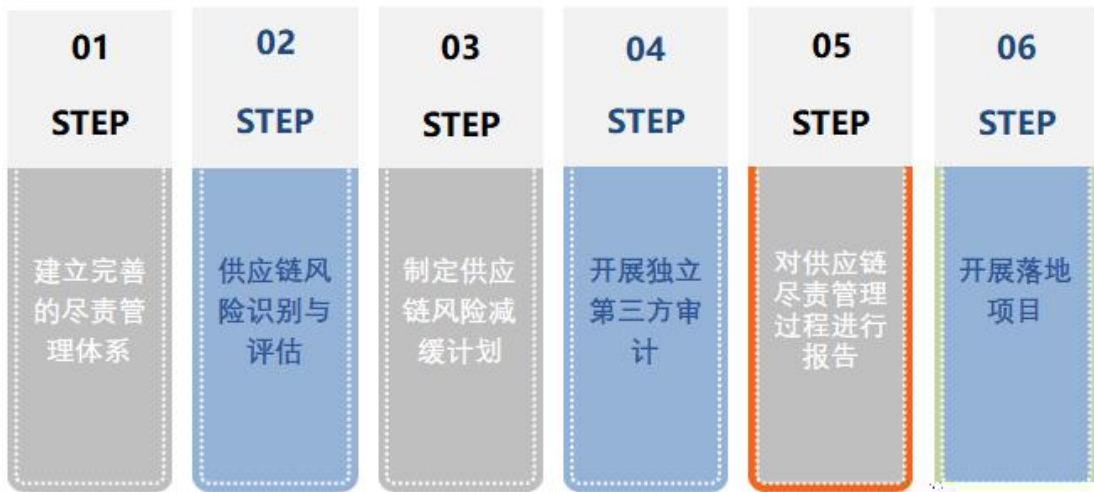 01
STEP
建立完善
的尽责管
理体系
02
STEP
供应链风
险识别与
评估
03
STEP
制定供应
链风险减
缓计划
04
STEP
开展独立
第三方审
计
05
STEP
对供应链
尽责管理
过程进行
报告
06
STEP
开展落地
项目